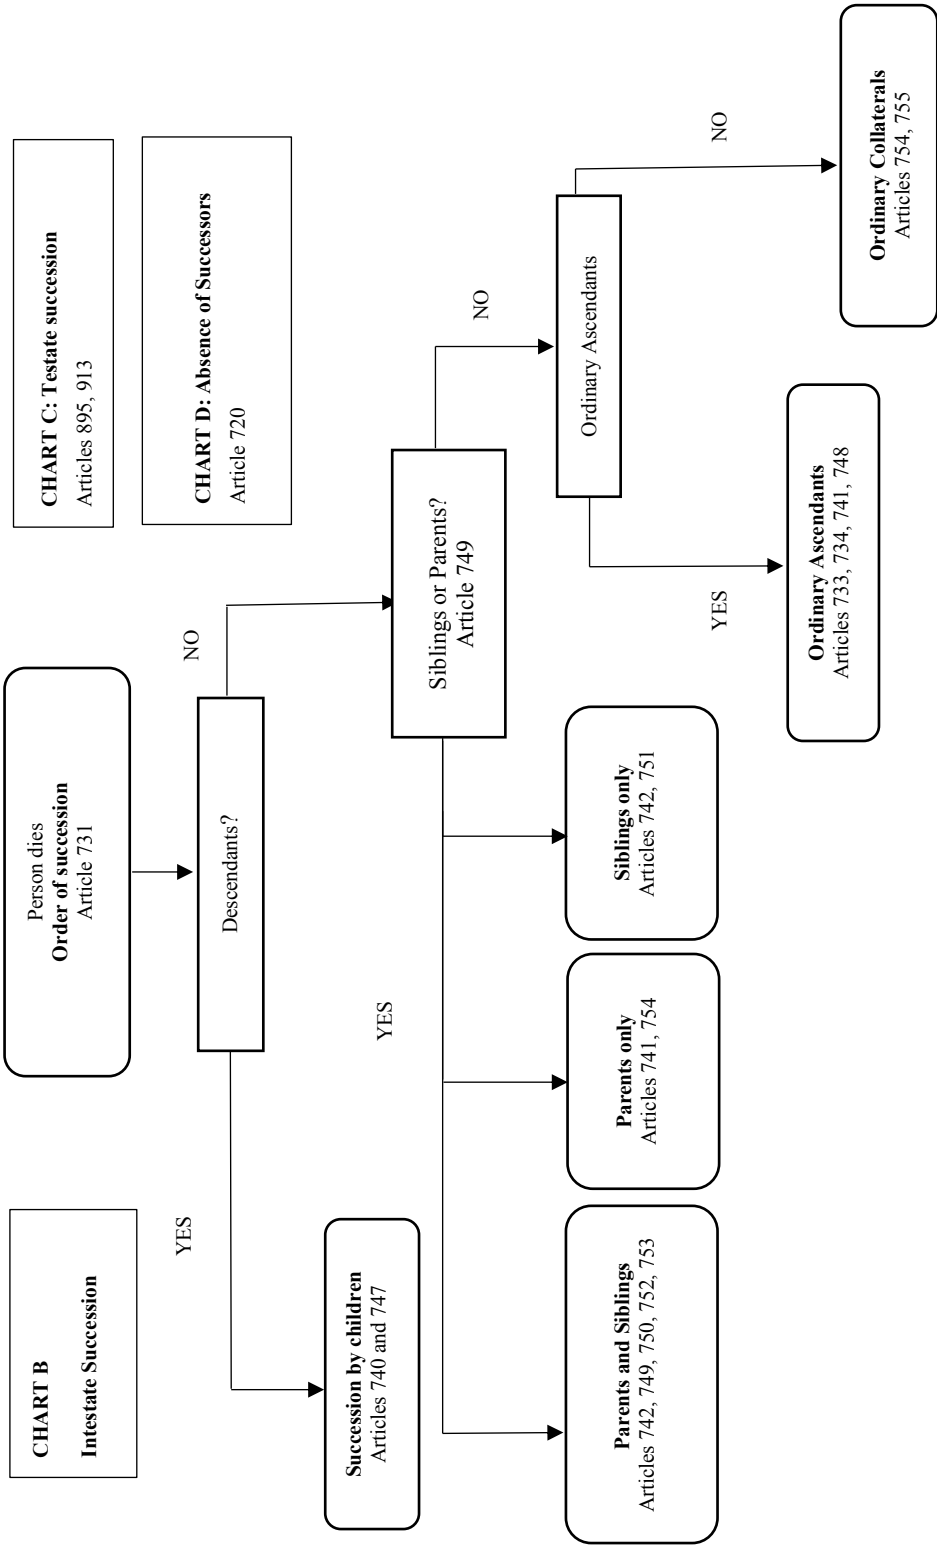 CHART B
Intestate Succession
Person dies
Order of succession
Article 731
CHART C: Testate succession
Articles 895, 913
CHART D: Absence of Successors
Article 720
YES
Descendants?
NO
Succession by children
Articles 740 and 747
YES
Siblings or Parents?
Article 749
NO
Parents and Siblings
Articles 742, 749, 750, 752, 753
Parents only
Articles 741, 754
Siblings only
Articles 742, 751
Ordinary Ascendants
YES
NO
Ordinary Ascendants
Articles 733, 734, 741, 748
Ordinary Collaterals
Articles 754, 755